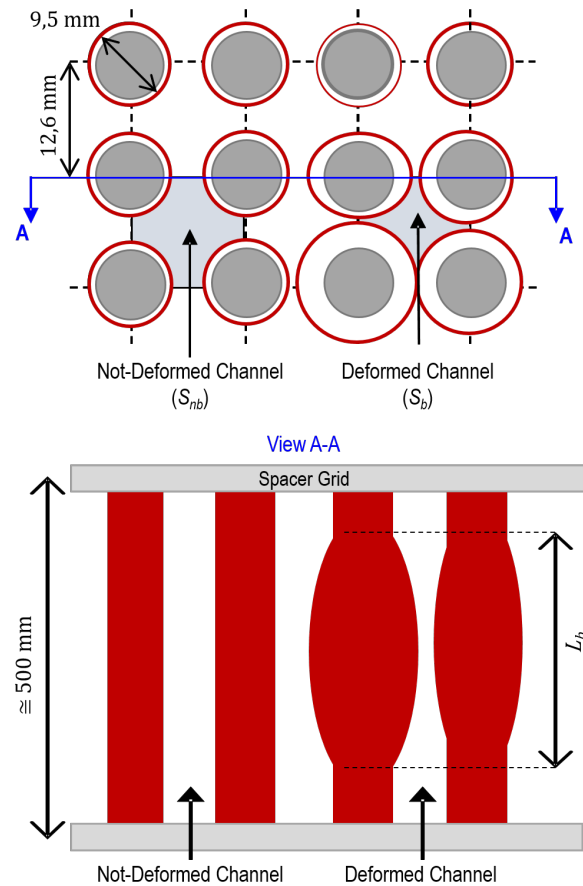 9,5 mm
12,6 mm
A
A
Not-Deformed Channel
(Snb)
Deformed Channel
(Sb)
View A-A
Spacer Grid
≅ 500 mm
Lb
Not-Deformed Channel
Deformed Channel